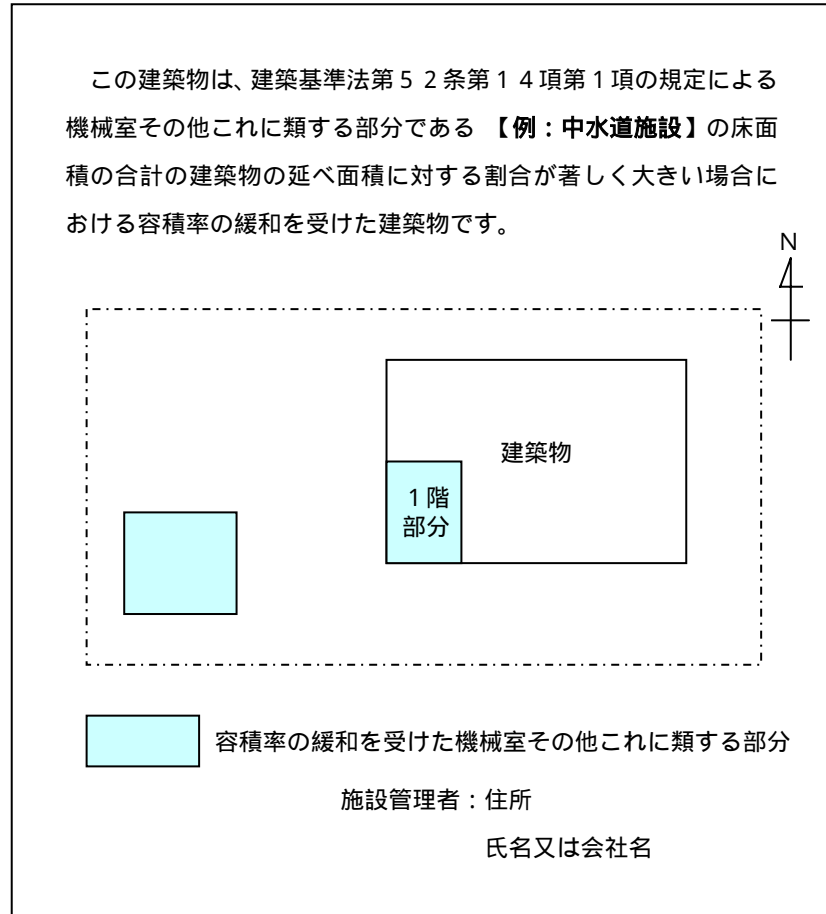 この建築物は、建築基準法第５２条第１４項第１項の規定による
機械室その他これに類する部分である 【例：中水道施設】の床面
積の合計の建築物の延べ面積に対する割合が著しく大きい場合に
おける容積率の緩和を受けた建築物です。
N
建築物
１階
部分
容積率の緩和を受けた機械室その他これに類する部分
施設管理者：住所
氏名又は会社名